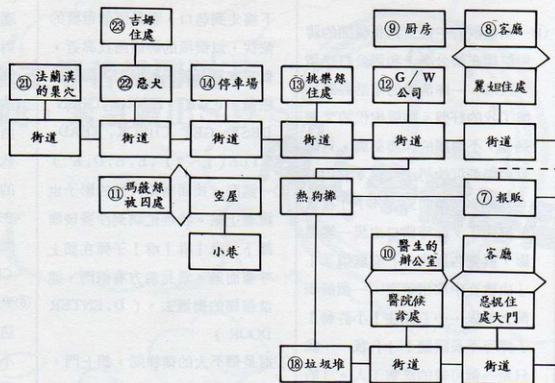 ㉓吉姆
住處
⑨廚房
⑧客廳
㉑法蘭漢
的巢穴
㉒惡犬
⑭停車場
⑬桃樂絲
住處
⑫G/W
公司
麗妲住處
街道
街道
街道
街道
街道
街道
⑪瑪薇絲
被囚處
空屋
熱狗攤
⑦報販
小巷
⑩醫生的
辦公室
客廳
醫院候
診處
惡棍住
處大門
⑱垃圾堆
街道
街道